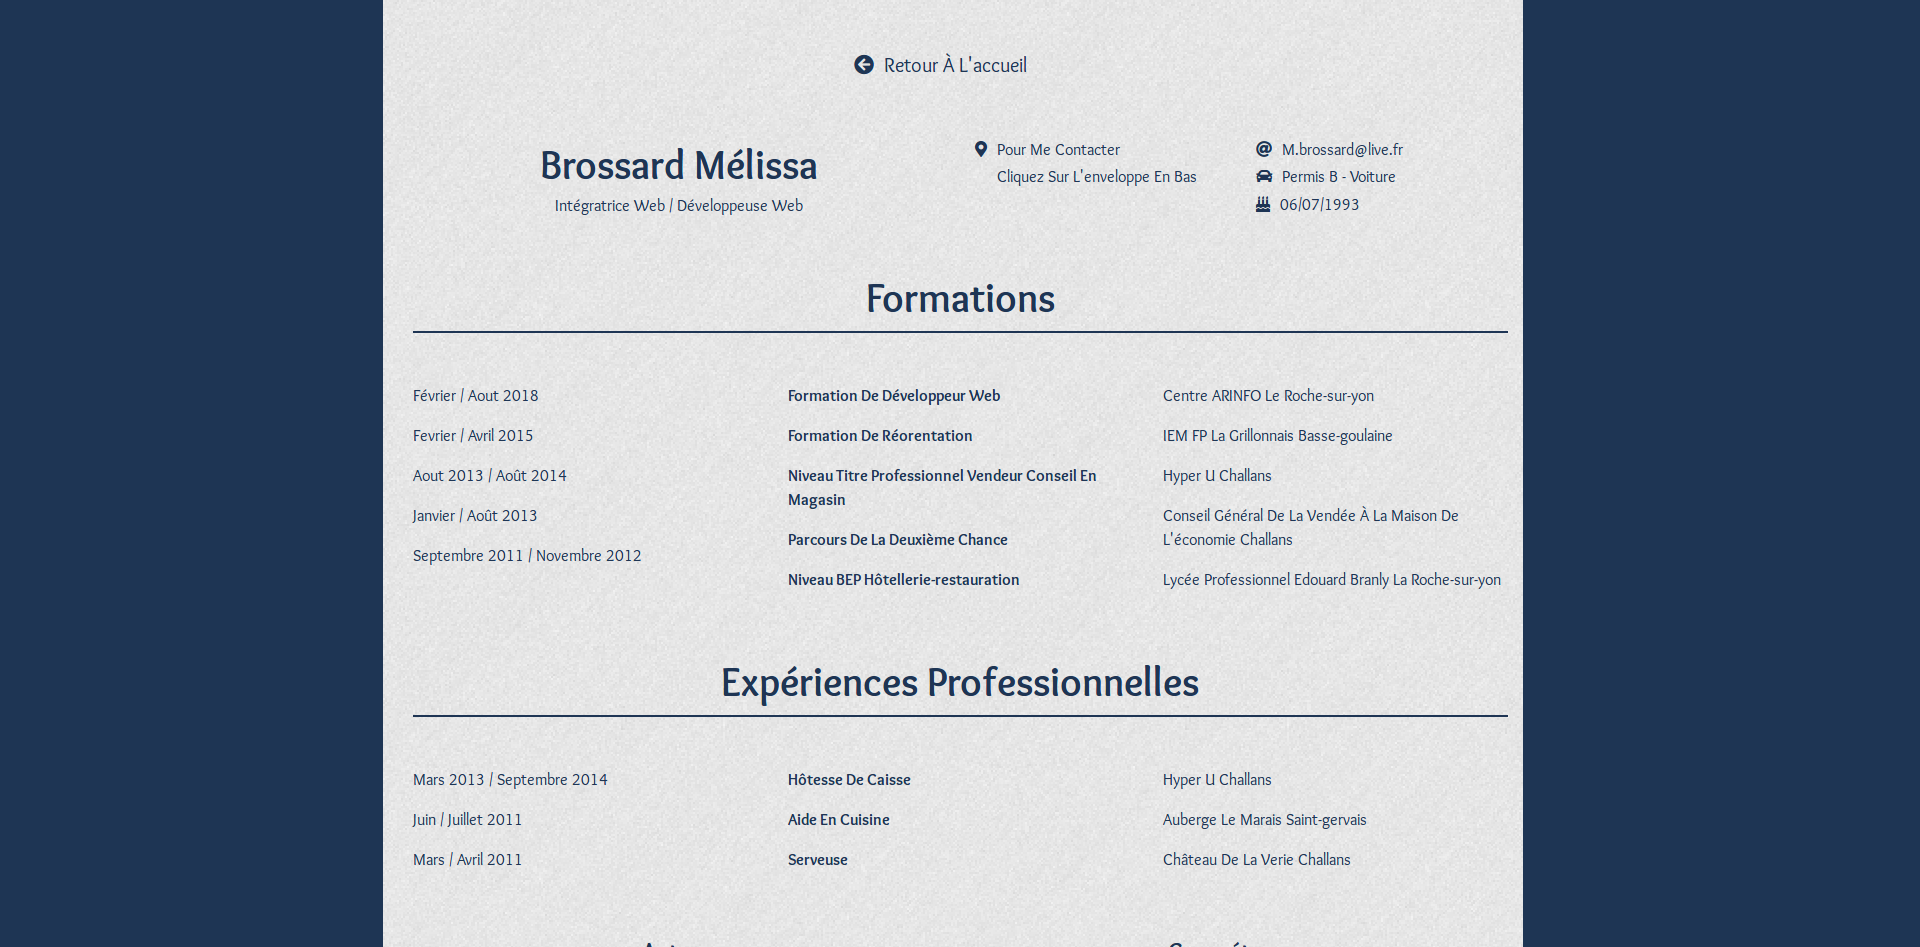 Retour À L'accueil
Brossard Mélissa
Intégratrice Web / Développeuse Web
Pour Me Contacter
Cliquez Sur L'enveloppe En Bas
M.brossard@live.fr
Permis B - Voiture
06/07/1993
Formations
Février / Aout 2018
Fevrier / Avril 2015
Aout 2013 / Août 2014
Janvier / Août 2013
Septembre 2011 / Novembre 2012
Formation De Développeur Web
Formation De Réorentation
Niveau Titre Professionnel Vendeur Conseil En
Magasin
Parcours De La Deuxième Chance
Niveau BEP Hôtellerie-restauration
Centre ARINFO Le Roche-sur-yon
IEM FP La Grillonnais Basse-goulaine
Hyper U Challans
Conseil Général De La Vendée À La Maison De
L'économie Challans
Lycée Professionnel Edouard Branly La Roche-sur-yon
Expériences Professionnelles
Mars 2013 / Septembre 2014
Juin / Juillet 2011
Mars / Avril 2011
Hôtesse De Caisse
Aide En Cuisine
Serveuse
Hyper U Challans
Auberge Le Marais Saint-gervais
Château De La Verie Challans